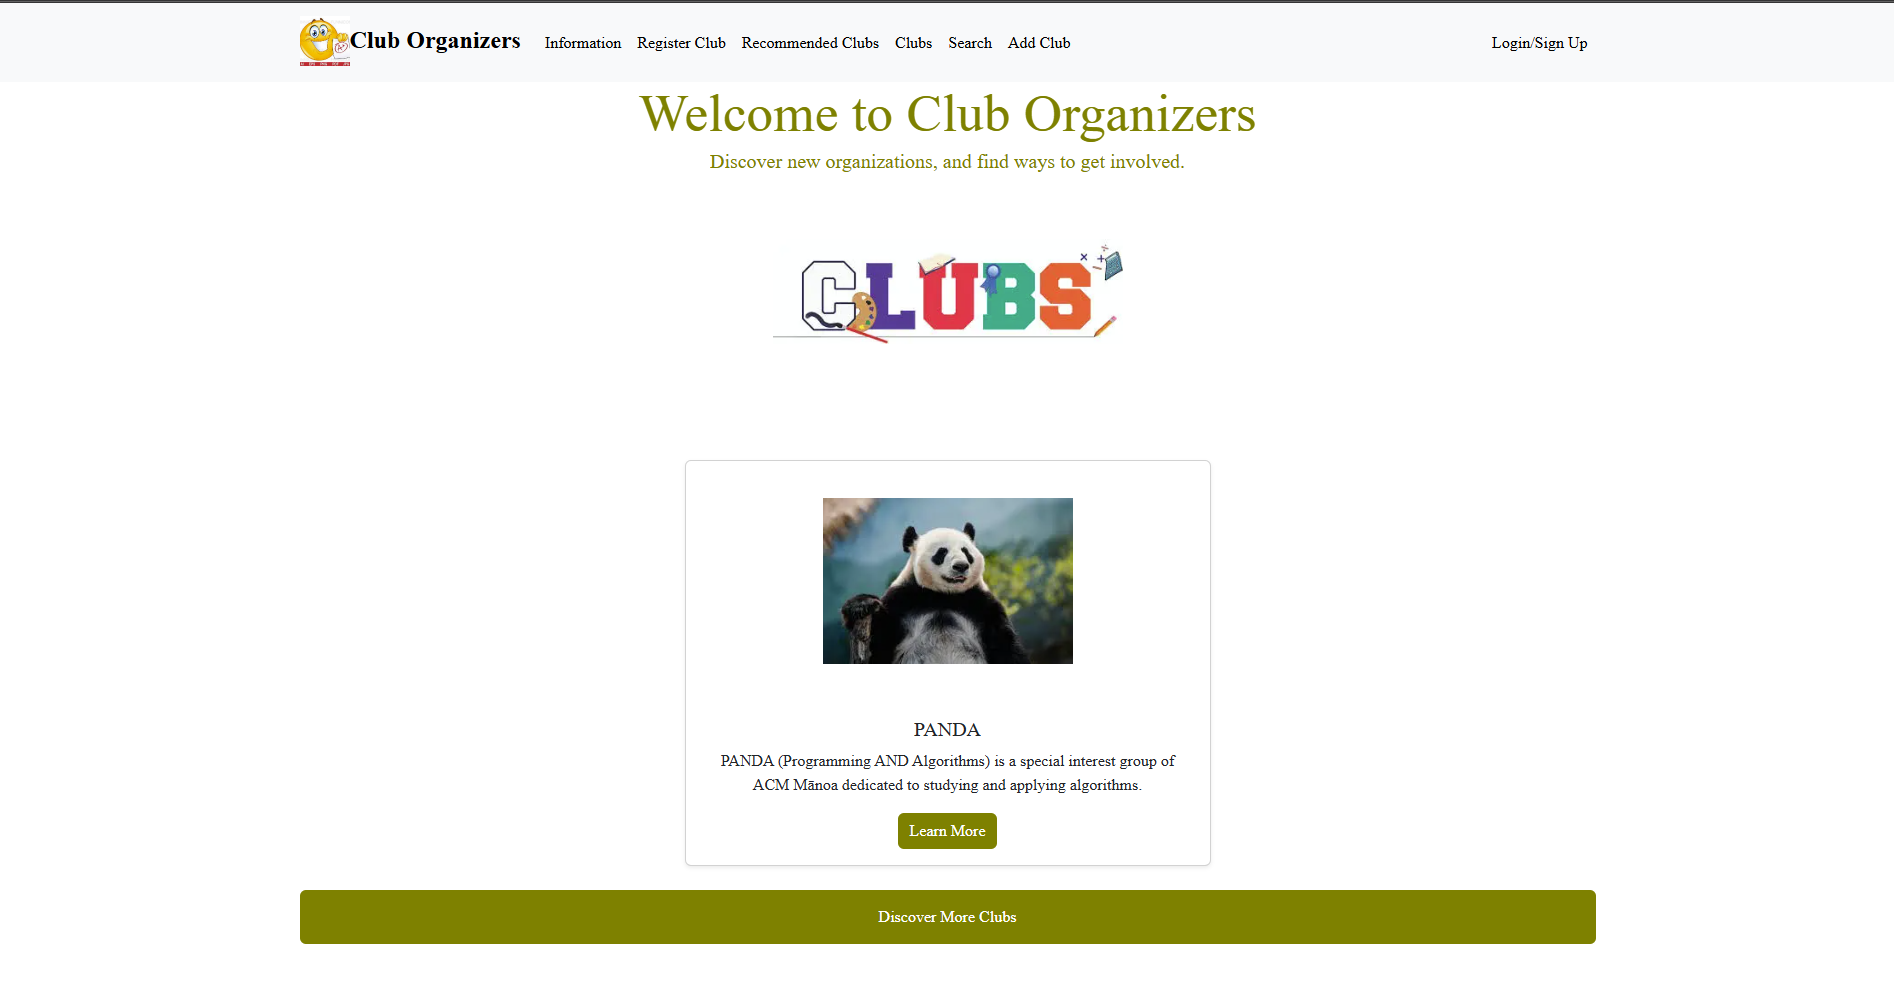 Club Organizers
Information
Register Club
Recommended Clubs
Clubs
Search
Add Club
Login/Sign Up
Welcome to Club Organizers
Discover new organizations, and find ways to get involved.
CLUBS
PANDA
PANDA (Programming AND Algorithms) is a special interest group of
ACM Mānoa dedicated to studying and applying algorithms.
Learn More
Discover More Clubs